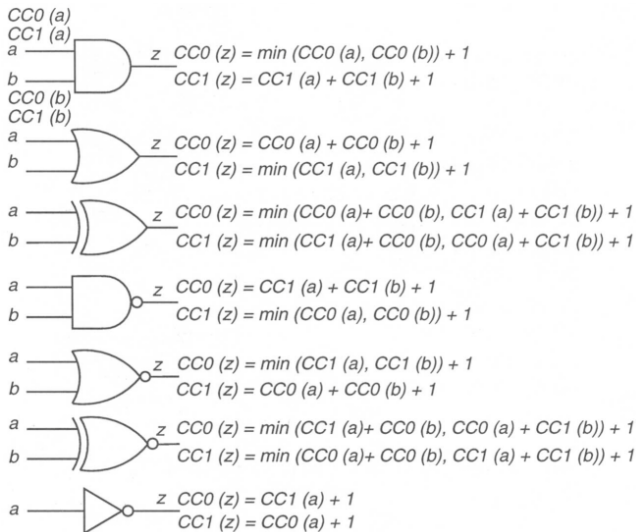 CC0 (a)
CC1 (a)
a
z CC0 (z) = min (CC0 (a), CC0 (b)) + 1
b
CC1 (z) = CC1 (a) + CC1 (b) + 1
CC0 (b)
CC1 (b)
a
z CC0 (z) = CC0 (a) + CC0 (b) + 1
b
CC1 (z) = min (CC1 (a), CC1 (b)) + 1
a
z CC0 (z) = min (CC0 (a)+ CC0 (b), CC1 (a) + CC1 (b)) + 1
b
CC1 (z) = min (CC1 (a)+ CC0 (b), CC0 (a) + CC1 (b)) + 1
a
z CC0 (z) = CC1 (a) + CC1 (b) + 1
b
CC1 (z) = min (CC0 (a), CC0 (b)) + 1
a
z CC0 (z) = min (CC1 (a), CC1 (b)) + 1
b
CC1 (z) = CC0 (a) + CC0 (b) + 1
a
z CC0 (z) = min (CC1 (a)+ CC0 (b), CC0 (a) + CC1 (b)) + 1
b
CC1 (z) = min (CC0 (a)+ CC0 (b), CC1 (a) + CC1 (b)) + 1
a
z CC0 (z) = CC1 (a) + 1
CC1 (z) = CC0 (a) + 1